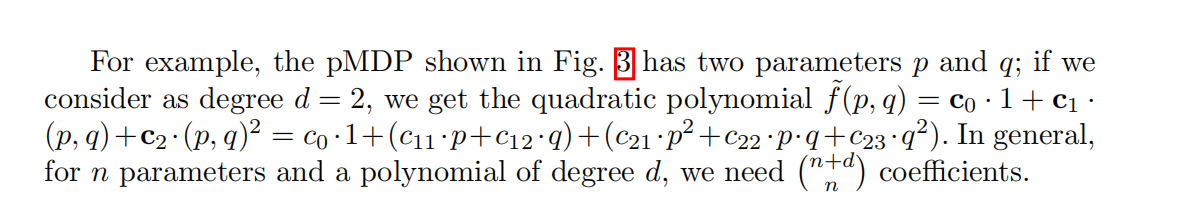 For example, the pMDP shown in Fig. 3 has two parameters p and q; if we
consider as degree d = 2, we get the quadratic polynomial f̃(p, q) = c₀ · 1 + c₁ ·
(p, q)+c₂·(p, q)² = c₀·1+(c₁₁·p+c₁₂·q)+(c₂₁·p²+c₂₂·p·q+c₂₃·q²). In general,
for n parameters and a polynomial of degree d, we need (n+d n) coefficients.